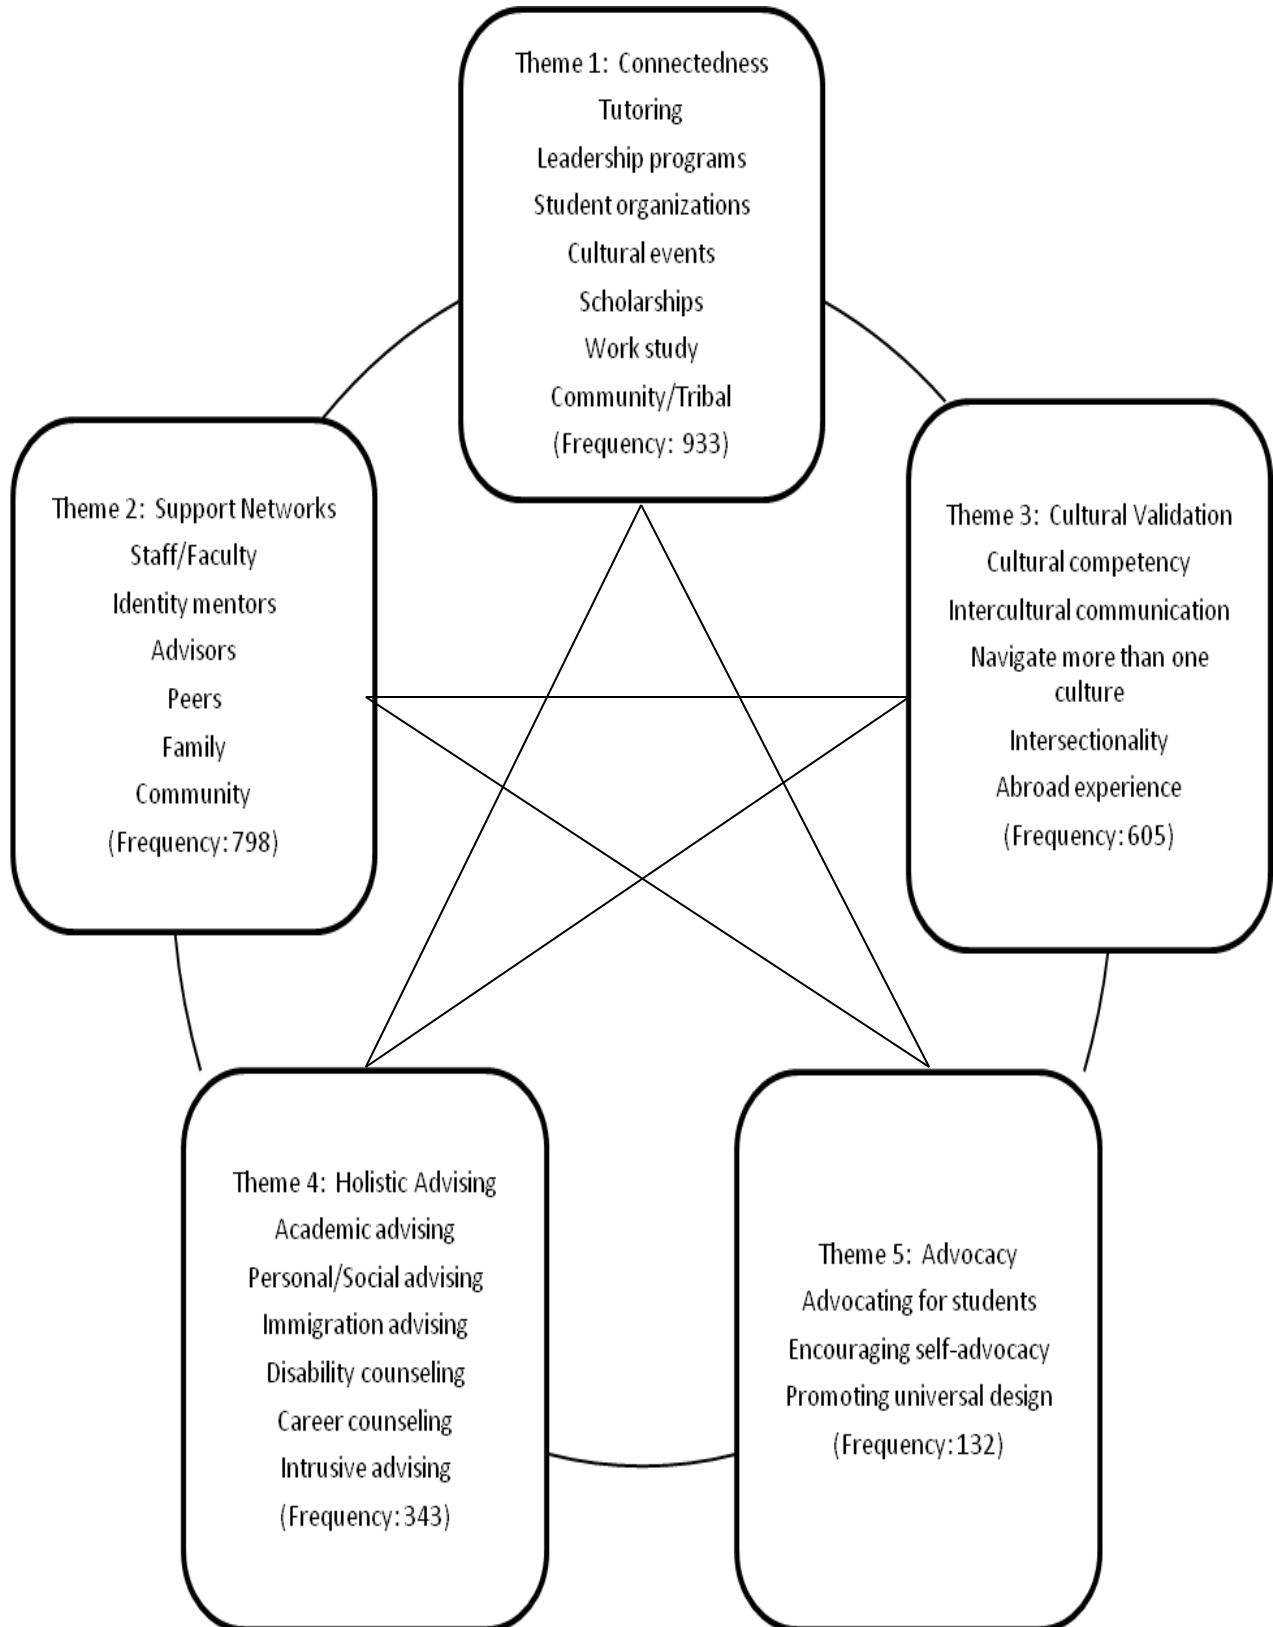 Theme 1: Connectedness
Tutoring
Leadership programs
Student organizations
Cultural events
Scholarships
Work study
Community/Tribal
(Frequency: 933)
Theme 2: Support Networks
Staff/Faculty
Identity mentors
Advisors
Peers
Family
Community
(Frequency: 798)
Theme 3: Cultural Validation
Cultural competency
Intercultural communication
Navigate more than one
culture
Intersectionality
Abroad experience
(Frequency: 605)
Theme 4: Holistic Advising
Academic advising
Personal/Social advising
Immigration advising
Disability counseling
Career counseling
Intrusive advising
(Frequency: 343)
Theme 5: Advocacy
Advocating for students
Encouraging self-advocacy
Promoting universal design
(Frequency: 132)